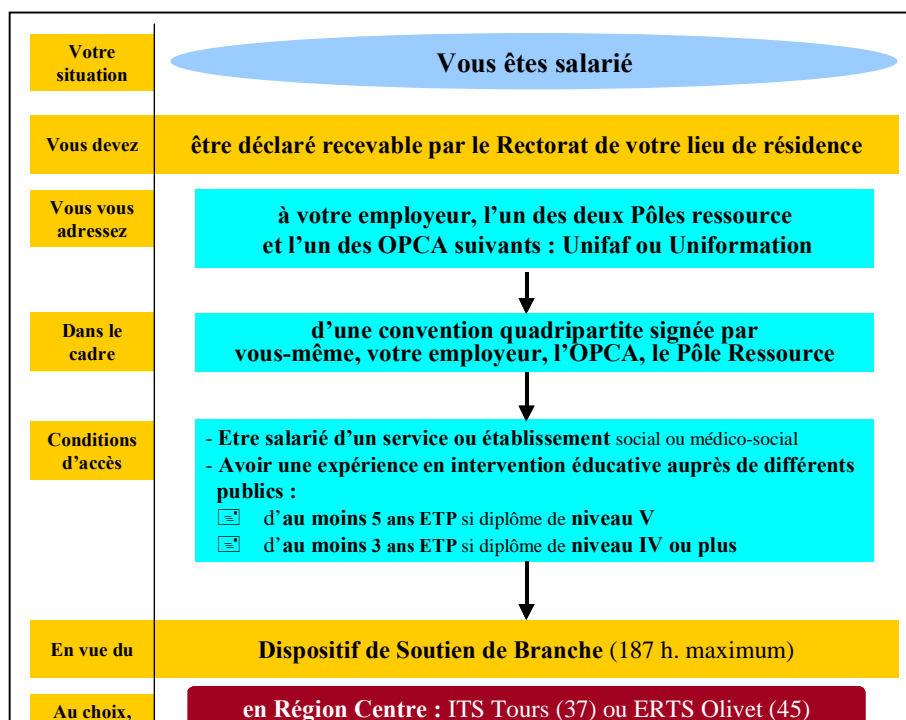 Votre
situation
Vous êtes salarié
Vous devez
être déclaré recevable par le Rectorat de votre lieu de résidence
Vous vous
adressez
à votre employeur, l’un des deux Pôles ressource
et l’un des OPCA suivants : Unifaf ou Uniformation
Dans le
cadre
d’une convention quadripartite signée par
vous-même, votre employeur, l’OPCA, le Pôle Ressource
Conditions
d’accès
- Etre salarié d’un service ou établissement social ou médico-social
- Avoir une expérience en intervention éducative auprès de différents
publics :
d’au moins 5 ans ETP si diplôme de niveau V
d’au moins 3 ans ETP si diplôme de niveau IV ou plus
En vue du
Dispositif de Soutien de Branche (187 h. maximum)
Au choix,
en Région Centre : ITS Tours (37) ou ERTS Olivet (45)